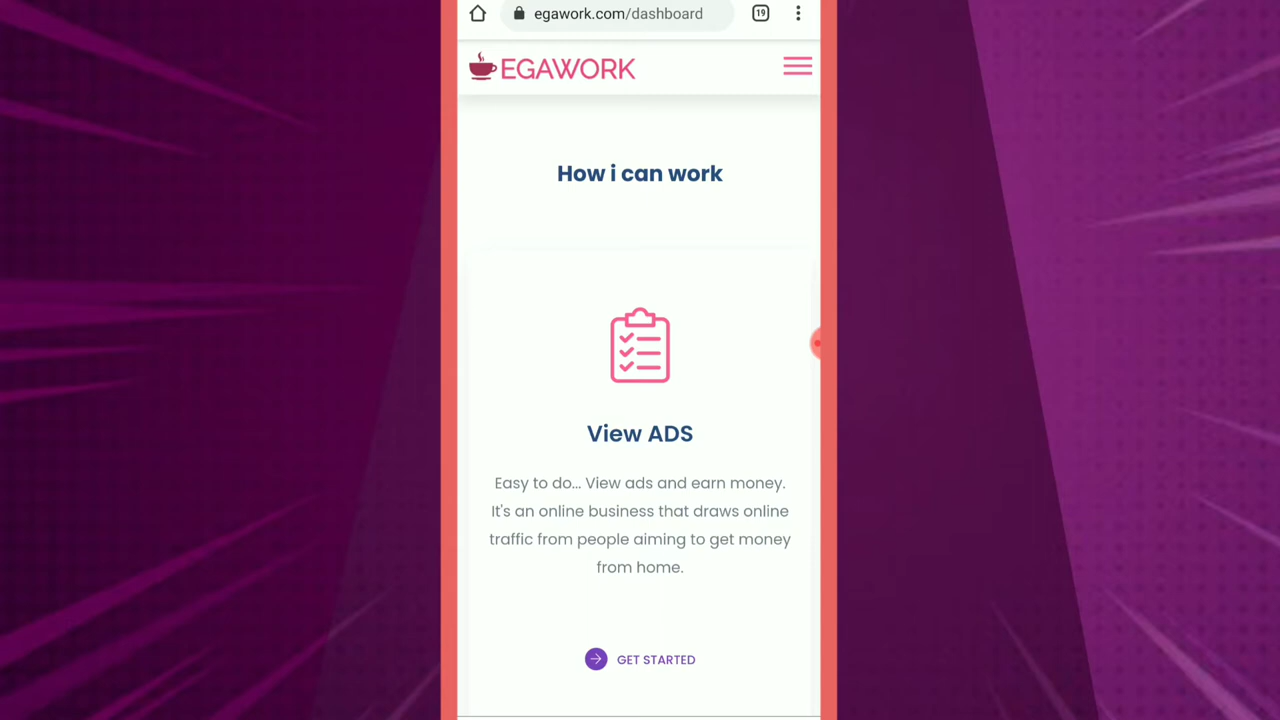 egawork.com/dashboard
19
EGAWORK
How i can work
View ADS
Easy to do... View ads and earn money.
It's an online business that draws online
traffic from people aiming to get money
from home.
GET STARTED